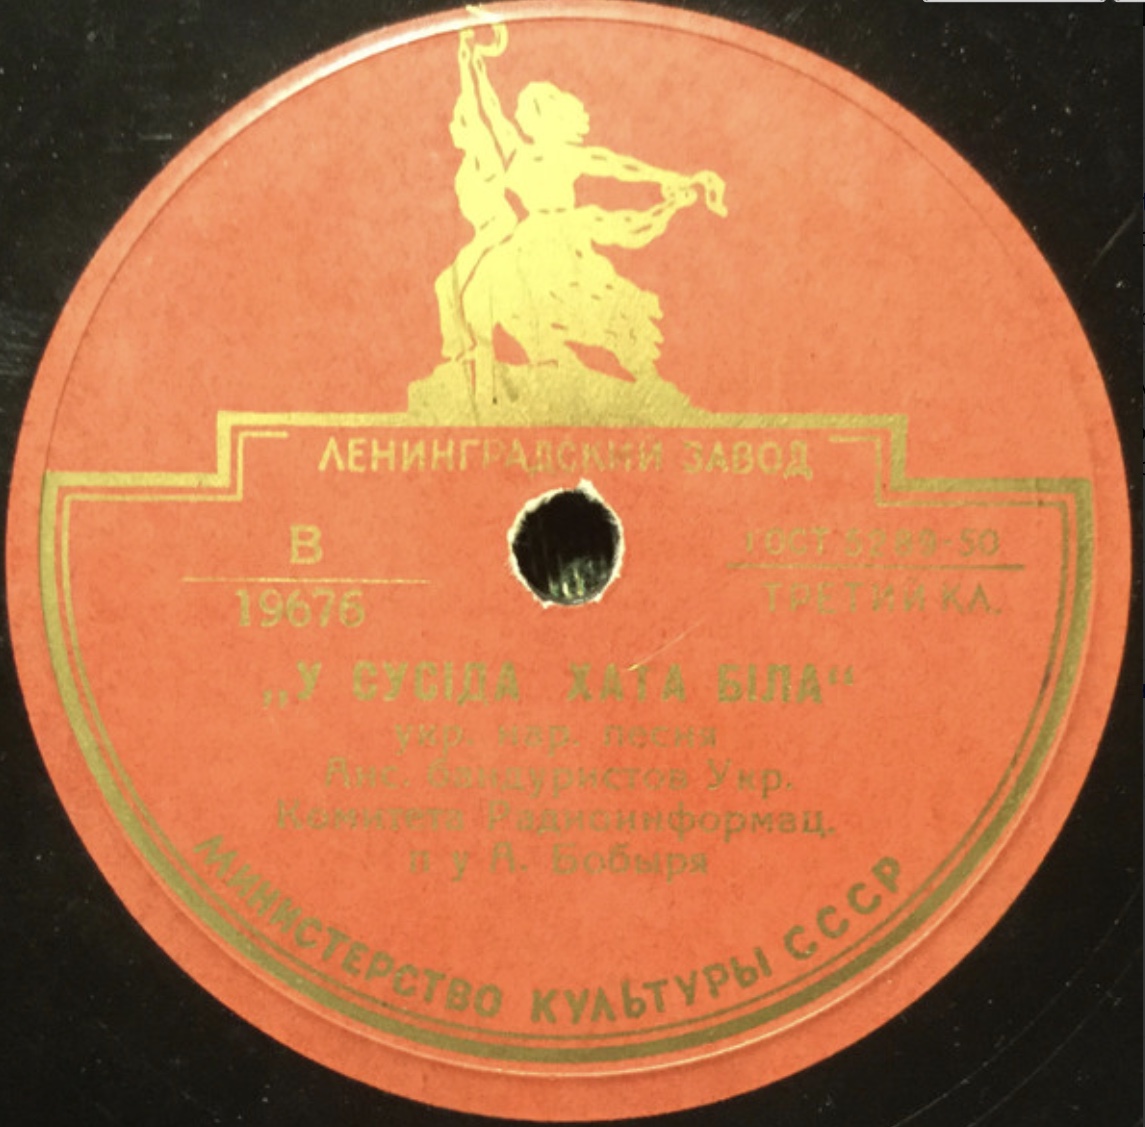 ЛЕНИНГРАДСКИЙ ЗАВОД
В
19676
ГОСТ 5289-50
ТРЕТИЙ КЛ.
„У СУСІДА ХАТА БІЛА“
укр. нар. песня
Анс. бандуристов Укр.
Комитета Радиоинформац.
п у А. Бобыря
МИНИСТЕРСТВО КУЛЬТУРЫ СССР